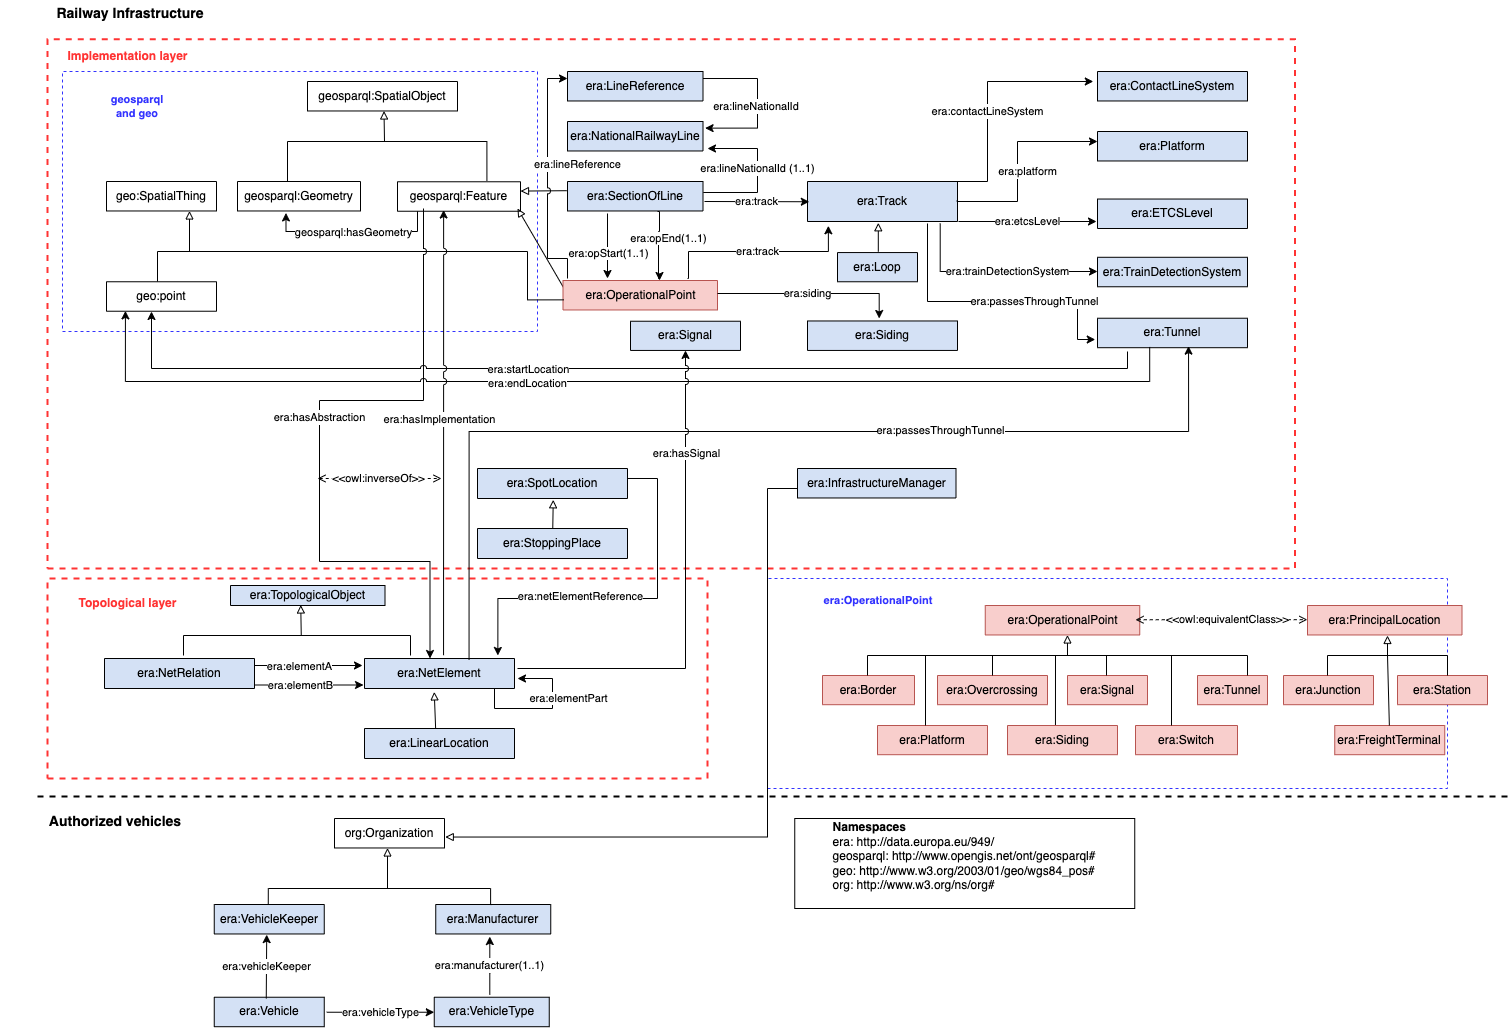 Railway Infrastructure
Implementation layer
geosparql
and geo
geosparql:SpatialObject
geo:SpatialThing
geosparql:Geometry
geosparql:Feature
geosparql:hasGeometry
geo:point
era:LineReference
era:lineNationalId
era:NationalRailwayLine
era:lineReference
era:lineNationalId (1..1)
era:SectionOfLine
era:track
era:opEnd(1..1)
era:opStart(1..1)
era:track
era:OperationalPoint
era:siding
era:Signal
era:Track
era:Loop
era:Siding
era:contactLineSystem
era:ContactLineSystem
era:Platform
era:platform
era:ETCSLevel
era:etcsLevel
era:trainDetectionSystem
era:TrainDetectionSystem
era:passesThroughTunnel
era:Tunnel
era:startLocation
era:endLocation
era:hasAbstraction
era:hasImplementation
era:passesThroughTunnel
era:hasSignal
<<owl:inverseOf>>
era:SpotLocation
era:InfrastructureManager
era:StoppingPlace
Topological layer
era:TopologicalObject
era:netElementReference
era:NetRelation
era:elementA
era:elementB
era:NetElement
era:elementPart
era:LinearLocation
era:OperationalPoint
era:OperationalPoint
<<owl:equivalentClass>>
era:PrincipalLocation
era:Border
era:Overcrossing
era:Signal
era:Tunnel
era:Junction
era:Station
era:Platform
era:Siding
era:Switch
era:FreightTerminal
Authorized vehicles
org:Organization
era:VehicleKeeper
era:Manufacturer
era:vehicleKeeper
era:manufacturer(1..1)
era:Vehicle
era:vehicleType
era:VehicleType
Namespaces
era: http://data.europa.eu/949/
geosparql: http://www.opengis.net/ont/geosparql#
geo: http://www.w3.org/2003/01/geo/wgs84_pos#
org: http://www.w3.org/ns/org#